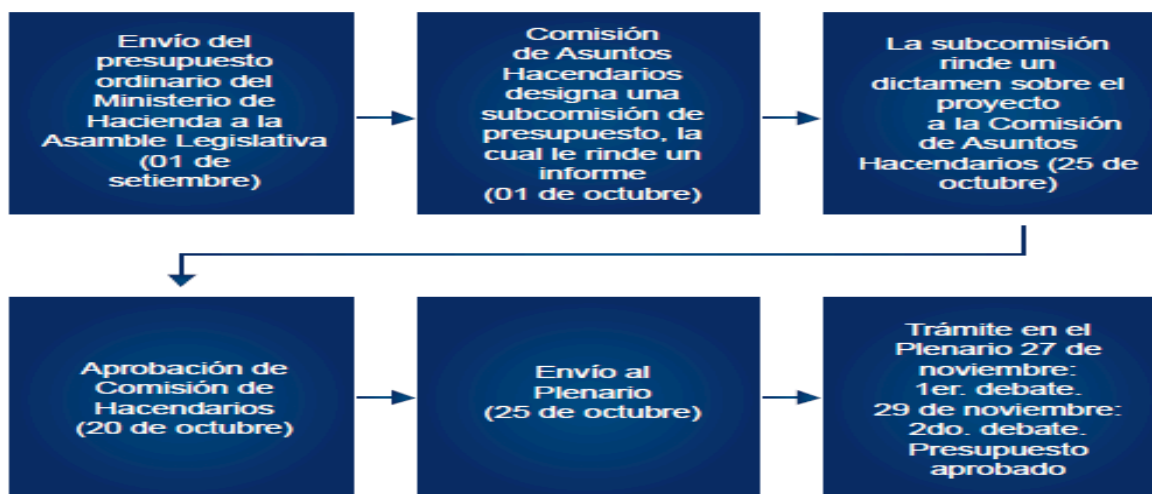 Envío del
presupuesto
ordinario del
Ministerio de
Hacienda a la
Asamble Legislativa
(01 de
setiembre)
Comisión
de Asuntos
Hacendarios
designa una
subcomisión de
presupuesto, la
cual le rinde un
informe
(01 de octubre)
La subcomisión
rinde un
dictamen sobre el
proyecto
a la Comisión
de Asuntos
Hacendarios (25 de
octubre)
Aprobación de
Comisión de
Hacendarios
(20 de octubre)
Envío al
Plenario
(25 de octubre)
Trámite en el
Plenario 27 de
noviembre:
1er. debate.
29 de noviembre:
2do. debate.
Presupuesto
aprobado